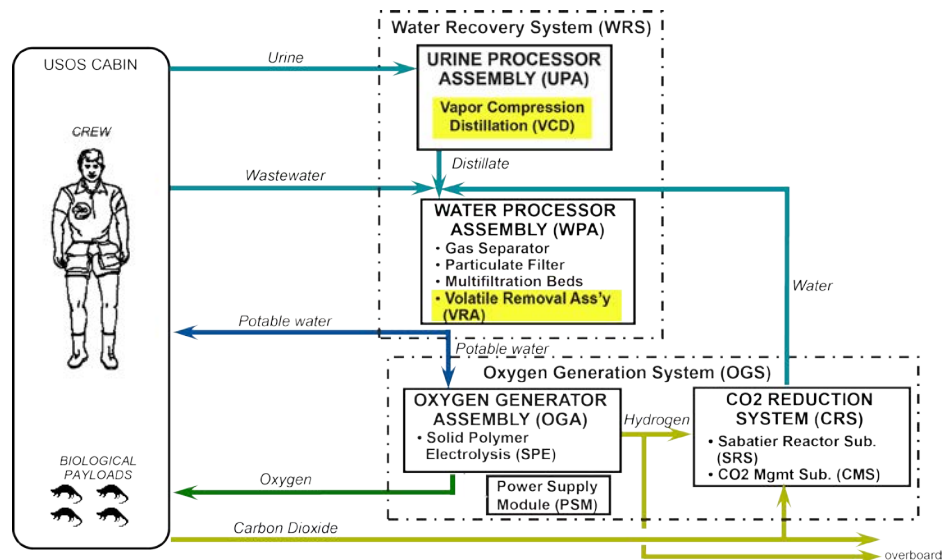 Water Recovery System (WRS)
USOS CABIN
Urine
URINE PROCESSOR
ASSEMBLY (UPA)
Vapor Compression
Distillation (VCD)
CREW
Distillate
Wastewater
WATER PROCESSOR
ASSEMBLY (WPA)
• Gas Separator
• Particulate Filter
• Multifiltration Beds
• Volatile Removal Ass'y
(VRA)
Water
Potable water
Potable water
Oxygen Generation System (OGS)
OXYGEN GENERATOR
ASSEMBLY (OGA)
• Solid Polymer
Electrolysis (SPE)
Hydrogen
CO2 REDUCTION
SYSTEM (CRS)
• Sabatier Reactor Sub.
(SRS)
• CO2 Mgmt Sub. (CMS)
BIOLOGICAL
PAYLOADS
Oxygen
Power Supply
Module (PSM)
Carbon Dioxide
overboard